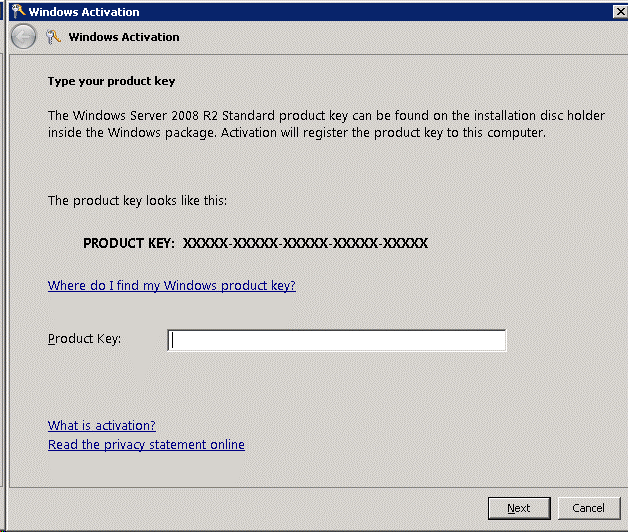 Windows Activation
Windows Activation
Type your product key
The Windows Server 2008 R2 Standard product key can be found on the installation disc holder
inside the Windows package. Activation will register the product key to this computer.
The product key looks like this:
PRODUCT KEY: XXXXX-XXXXX-XXXXX-XXXXX-XXXXX
Where do I find my Windows product key?
Product Key:
What is activation?
Read the privacy statement online
Next Cancel